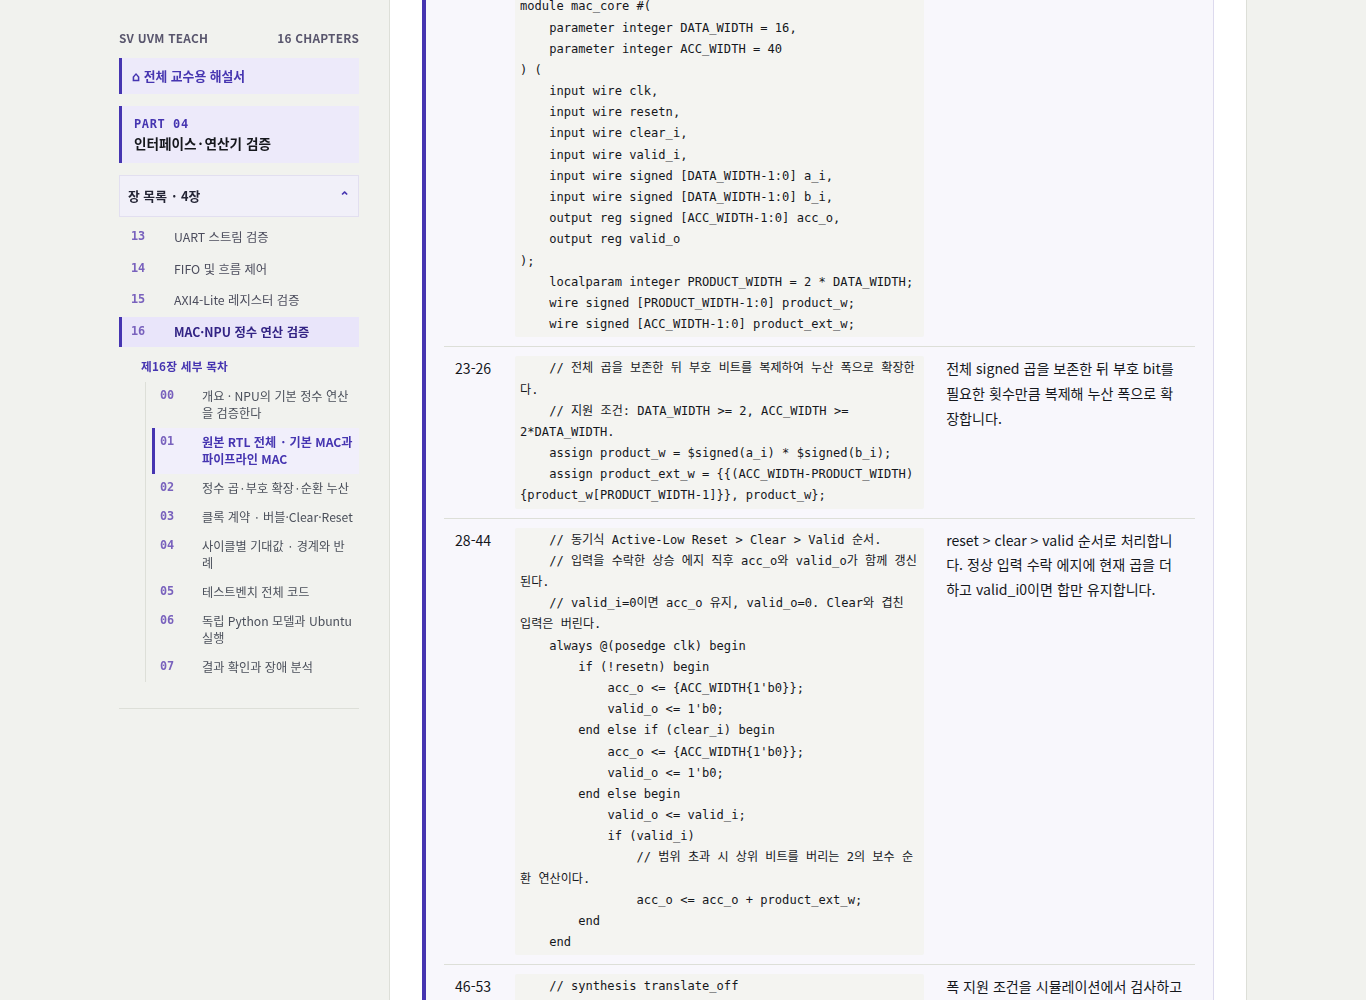 SV UVM TEACH
16 CHAPTERS
⌂ 전체 교수용 해설서
PART 04
인터페이스·연산기 검증
장 목록 · 4장
13 UART 스트림 검증
14 FIFO 및 흐름 제어
15 AXI4-Lite 레지스터 검증
16 MAC·NPU 정수 연산 검증
제16장 세부 목차
00 개요 · NPU의 기본 정수 연산
을 검증한다
01 원본 RTL 전체 · 기본 MAC과
파이프라인 MAC
02 정수 곱·부호 확장·순환 누산
03 클록 계약 · 버블·Clear·Reset
04 사이클별 기대값 · 경계와 반
례
05 테스트벤치 전체 코드
06 독립 Python 모델과 Ubuntu
실행
07 결과 확인과 장애 분석
module mac_core #(
    parameter integer DATA_WIDTH = 16,
    parameter integer ACC_WIDTH = 40
) (
    input wire clk,
    input wire resetn,
    input wire clear_i,
    input wire valid_i,
    input wire signed [DATA_WIDTH-1:0] a_i,
    input wire signed [DATA_WIDTH-1:0] b_i,
    output reg signed [ACC_WIDTH-1:0] acc_o,
    output reg valid_o
);
    localparam integer PRODUCT_WIDTH = 2 * DATA_WIDTH;
    wire signed [PRODUCT_WIDTH-1:0] product_w;
    wire signed [ACC_WIDTH-1:0] product_ext_w;
23-26
    // 전체 곱을 보존한 뒤 부호 비트를 복제하여 누산 폭으로 확장한
다.
    // 지원 조건: DATA_WIDTH >= 2, ACC_WIDTH >=
2*DATA_WIDTH.
    assign product_w = $signed(a_i) * $signed(b_i);
    assign product_ext_w = {{(ACC_WIDTH-PRODUCT_WIDTH)
{product_w[PRODUCT_WIDTH-1]}}, product_w};
전체 signed 곱을 보존한 뒤 부호 bit를
필요한 횟수만큼 복제해 누산 폭으로 확
장합니다.
28-44
    // 동기식 Active-Low Reset > Clear > Valid 순서.
    // 입력을 수락한 상승 에지 직후 acc_o와 valid_o가 함께 갱신
된다.
    // valid_i=0이면 acc_o 유지, valid_o=0. Clear와 겹친
입력은 버린다.
    always @(posedge clk) begin
        if (!resetn) begin
            acc_o <= {ACC_WIDTH{1'b0}};
            valid_o <= 1'b0;
        end else if (clear_i) begin
            acc_o <= {ACC_WIDTH{1'b0}};
            valid_o <= 1'b0;
        end else begin
            valid_o <= valid_i;
            if (valid_i)
                // 범위 초과 시 상위 비트를 버리는 2의 보수 순
환 연산이다.
                acc_o <= acc_o + product_ext_w;
        end
    end
reset > clear > valid 순서로 처리합니
다. 정상 입력 수락 에지에 현재 곱을 더
하고 valid_i0이면 합만 유지합니다.
46-53
    // synthesis translate_off
폭 지원 조건을 시뮬레이션에서 검사하고